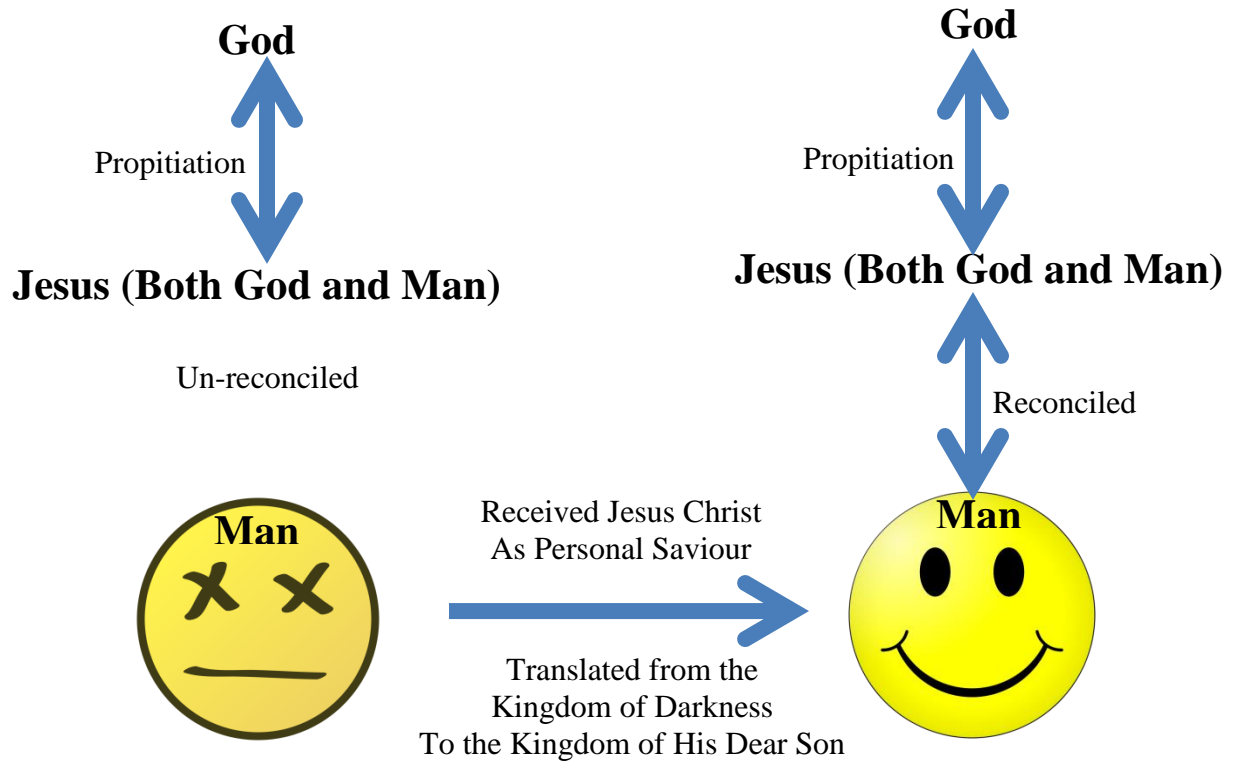 God
Propitiation
Jesus (Both God and Man)
Un-reconciled
Man
Received Jesus Christ
As Personal Saviour
Translated from the
Kingdom of Darkness
To the Kingdom of His Dear Son
God
Propitiation
Jesus (Both God and Man)
Reconciled
Man